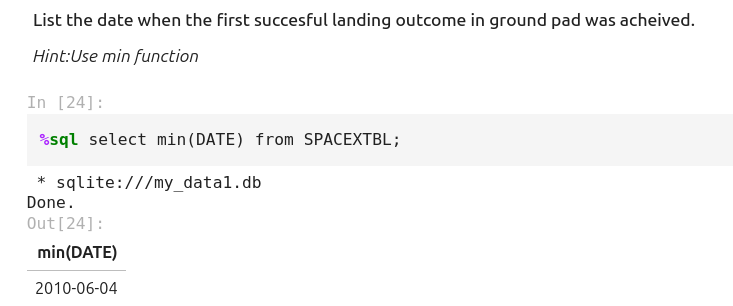 List the date when the first succesful landing outcome in ground pad was acheived.
Hint:Use min function
In [24]:
%sql select min(DATE) from SPACEXTBL;
* sqlite:///my_data1.db
Done.
Out[24]:
min(DATE)
2010-06-04